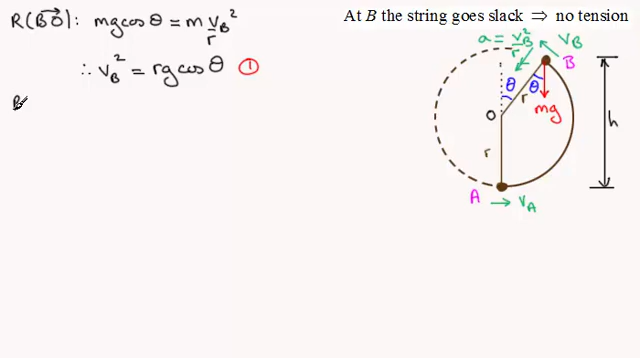 R(BO): mg cos θ = m v_B²/r
At B the string goes slack ⇒ no tension
∴ v_B² = rg cos θ ①
a = v_B²/r
v_B
B
θ
θ
r
mg
O
h
r
A
→ v_A